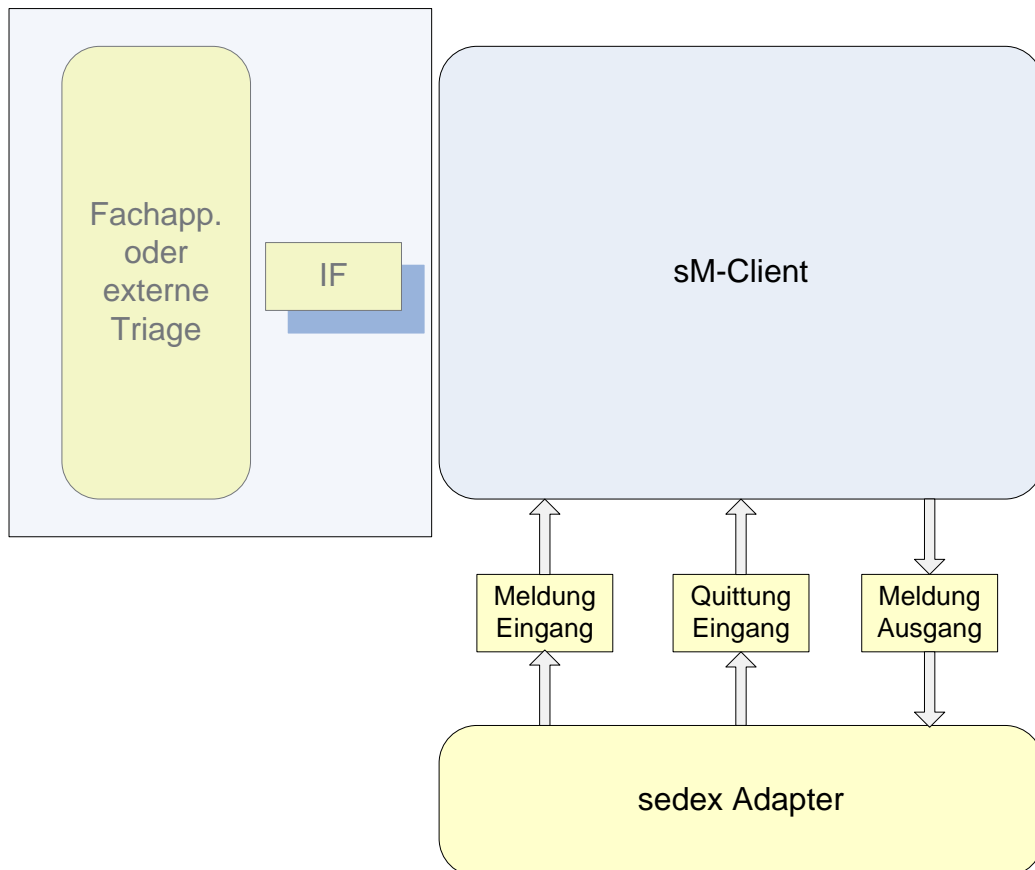 Fachapp.
oder
externe
Triage
IF
sM-Client
Meldung
Eingang
Quittung
Eingang
Meldung
Ausgang
sedex Adapter